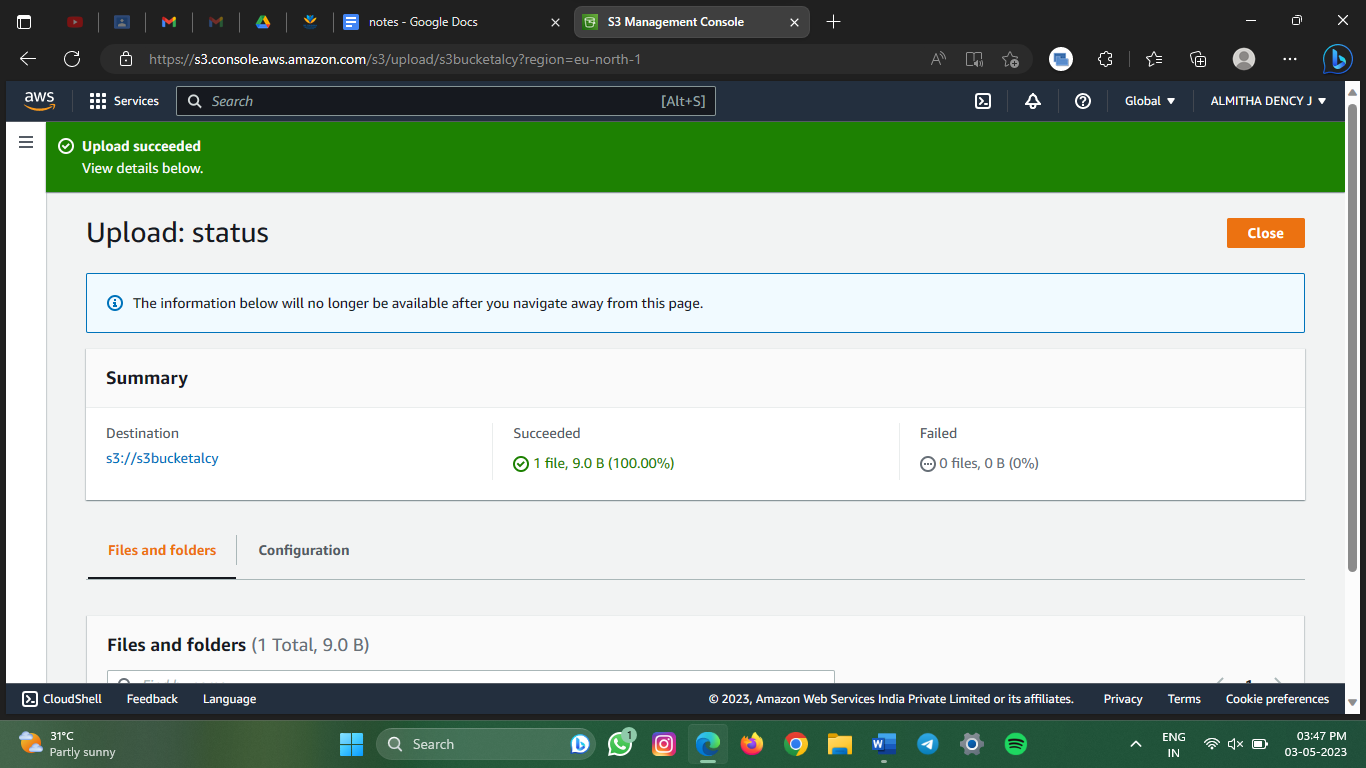 notes - Google Docs
S3 Management Console
https://s3.console.aws.amazon.com/s3/upload/s3bucketalcy?region=eu-north-1
aws
Services
Search
[Alt+S]
Global
ALMITHA DENCY J
Upload succeeded
View details below.
Upload: status
Close
The information below will no longer be available after you navigate away from this page.
Summary
Destination
s3://s3bucketalcy
Succeeded
1 file, 9.0 B (100.00%)
Failed
0 files, 0 B (0%)
Files and folders
Configuration
Files and folders (1 Total, 9.0 B)
CloudShell
Feedback
Language
© 2023, Amazon Web Services India Private Limited or its affiliates.
Privacy
Terms
Cookie preferences
31°C
Partly sunny
Search
1
ENG
IN
03:47 PM
03-05-2023